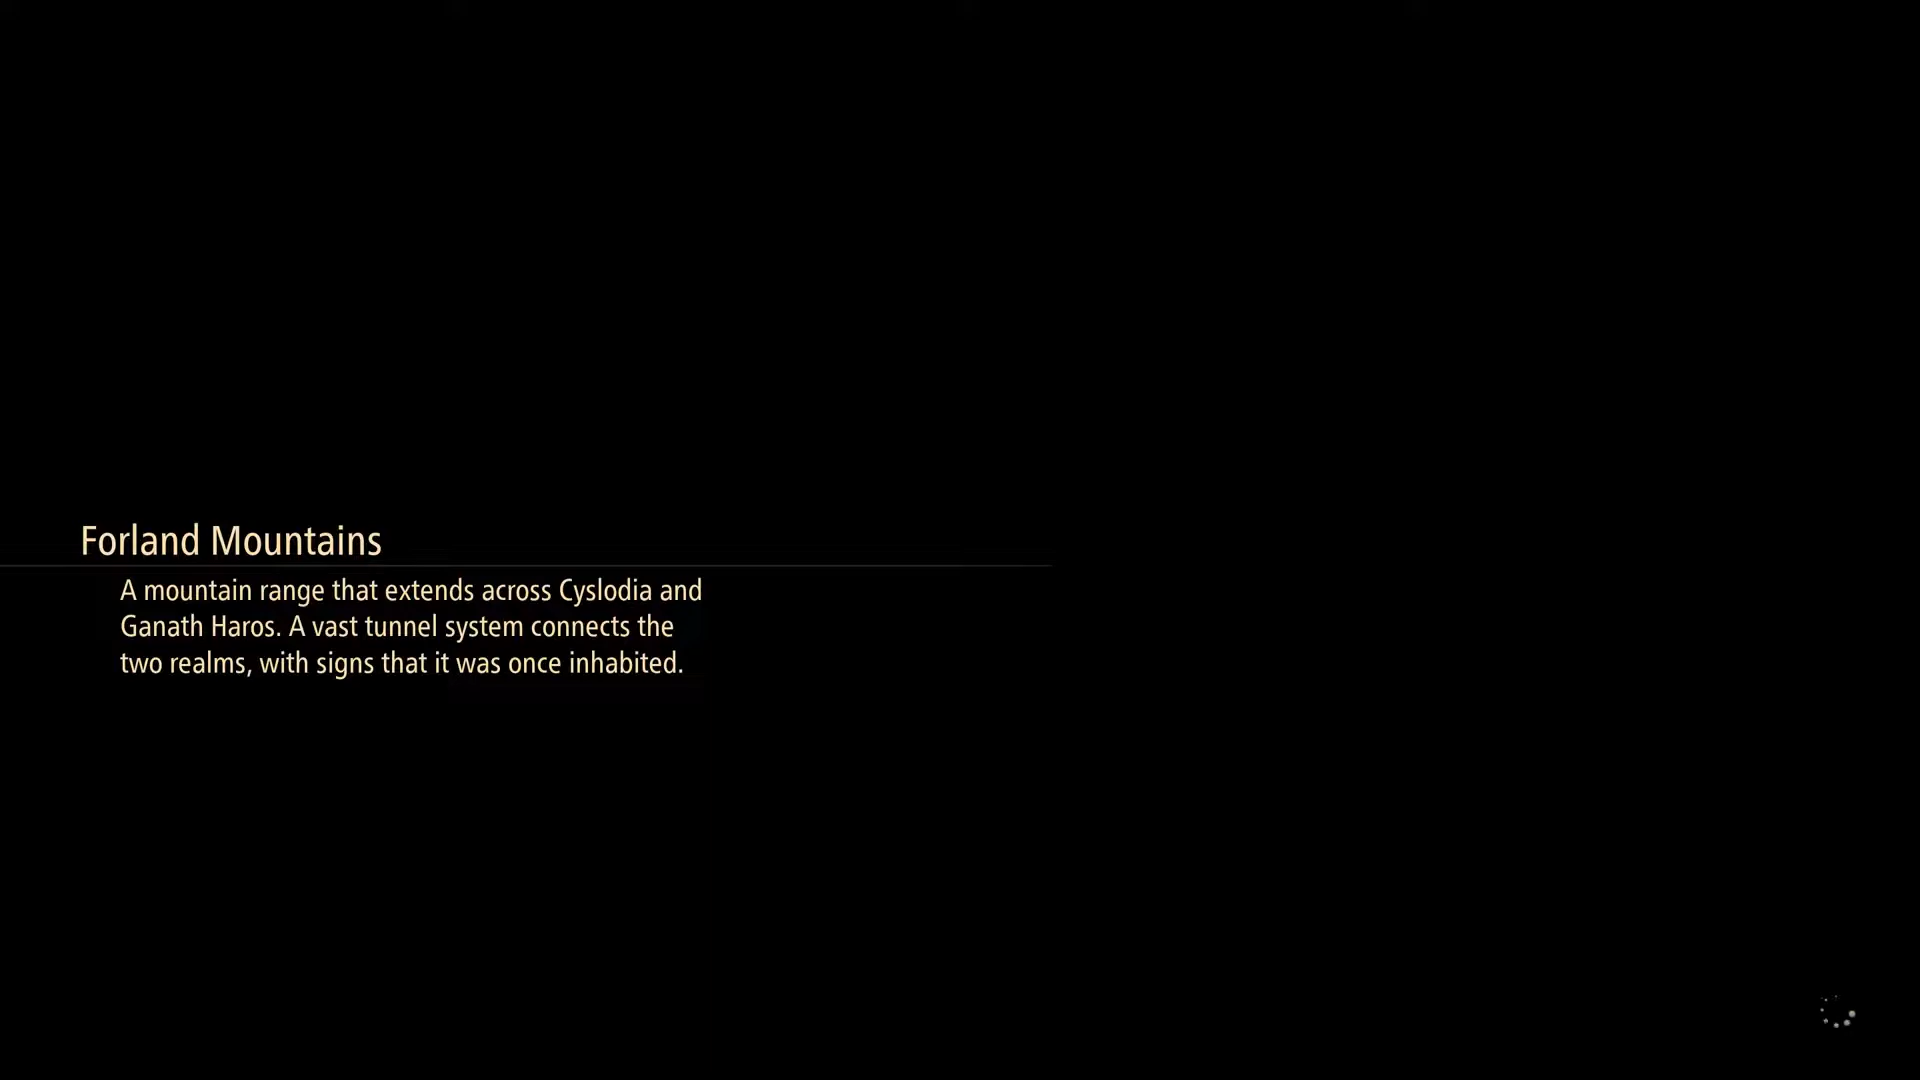 Forland Mountains
A mountain range that extends across Cyslodia and
Ganath Haros. A vast tunnel system connects the
two realms, with signs that it was once inhabited.